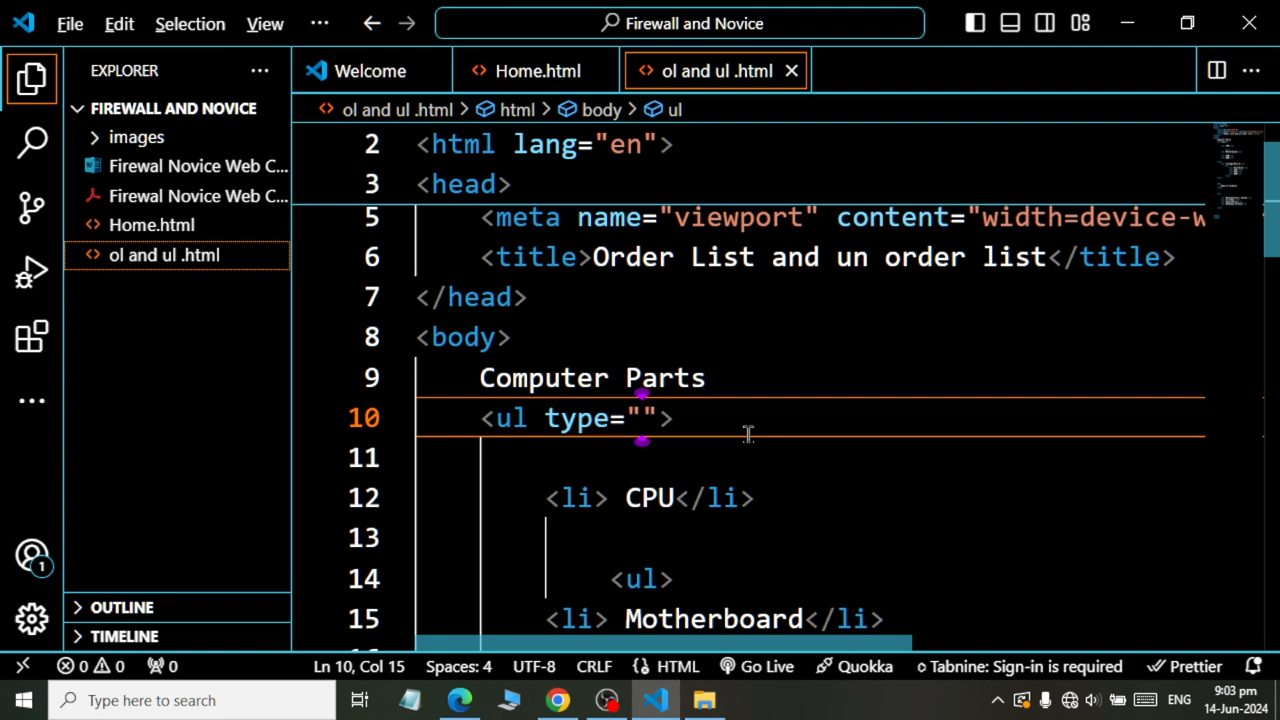 File Edit Selection View ··· Firewall and Novice
EXPLORER ···
Welcome Home.html ol and ul .html
FIREWALL AND NOVICE
ol and ul .html > html > body > ul
images
Firewal Novice Web C...
Firewal Novice Web C...
Home.html
ol and ul .html
2 <html lang="en">
3 <head>
5 <meta name="viewport" content="width=device-w
6 <title>Order List and un order list</title>
7 </head>
8 <body>
9 Computer Parts
10 <ul type="">
11
12 <li> CPU</li>
13
14 <ul>
15 <li> Motherboard</li>
OUTLINE
TIMELINE
1
0 0 0 Ln 10, Col 15 Spaces: 4 UTF-8 CRLF HTML Go Live Quokka Tabnine: Sign-in is required Prettier
Type here to search ENG 9:03 pm
14-Jun-2024